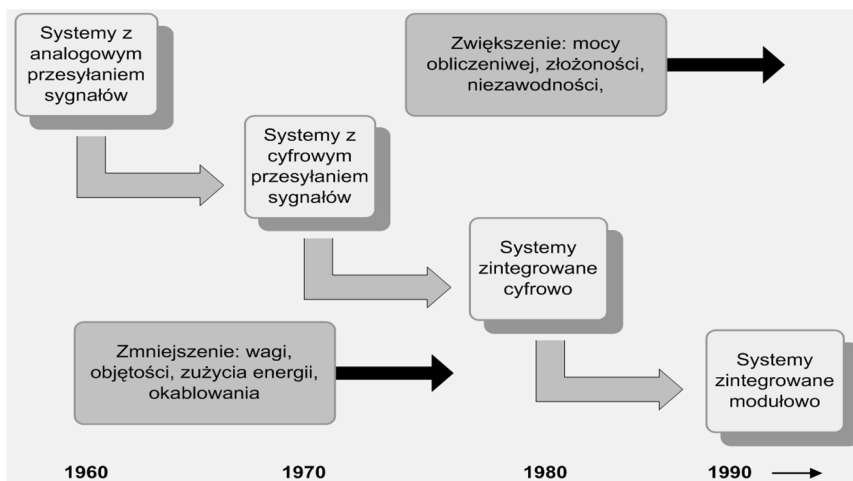 Systemy z
analogowym
przesyłaniem
sygnałów
Zwiększenie: mocy
obliczeniwej, złożoności,
niezawodności,
Systemy z
cyfrowym
przesyłaniem
sygnałów
Systemy
zintegrowane
cyfrowo
Zmniejszenie: wagi,
objętości, zużycia energii,
okablowania
Systemy
zintegrowane
modułowo
1960 1970 1980 1990